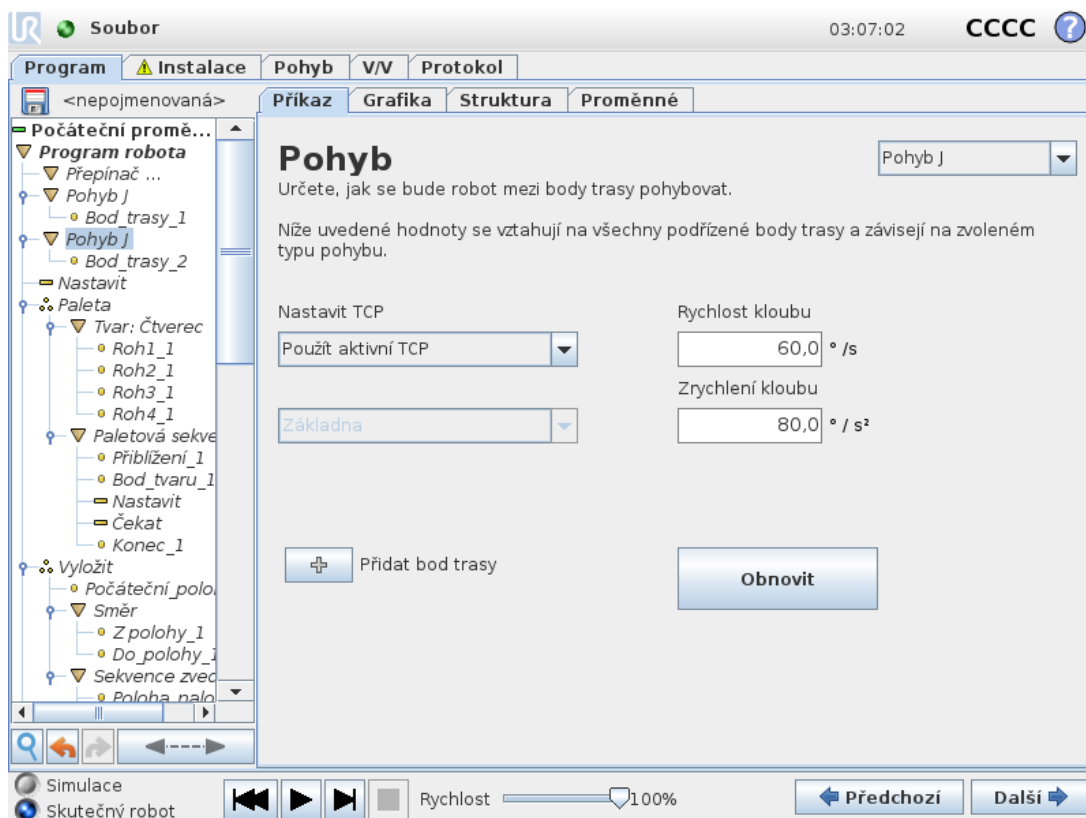 UR Soubor 03:07:02 CCCC ?
Program Instalace Pohyb V/V Protokol
<nepojmenovaná> Příkaz Grafika Struktura Proměnné
Počáteční promě...
Program robota
Přepínač ...
Pohyb J
Bod_trasy_1
Pohyb J
Bod_trasy_2
Nastavit
Paleta
Tvar: Čtverec
Roh1_1
Roh2_1
Roh3_1
Roh4_1
Paletová sekve
Přiblížení_1
Bod_tvaru_1
Nastavit
Čekat
Konec_1
Vyložit
Počáteční_polo
Směr
Z polohy_1
Do_polohy_1
Sekvence zved
Poloha nalo
Pohyb
Pohyb J
Určete, jak se bude robot mezi body trasy pohybovat.
Níže uvedené hodnoty se vztahují na všechny podřízené body trasy a závisejí na zvoleném
typu pohybu.
Nastavit TCP
Použít aktivní TCP
Základna
Rychlost kloubu
60,0 ° /s
Zrychlení kloubu
80,0 ° / s²
Přidat bod trasy
Obnovit
Simulace
Skutečný robot
Rychlost 100%
Předchozí
Další